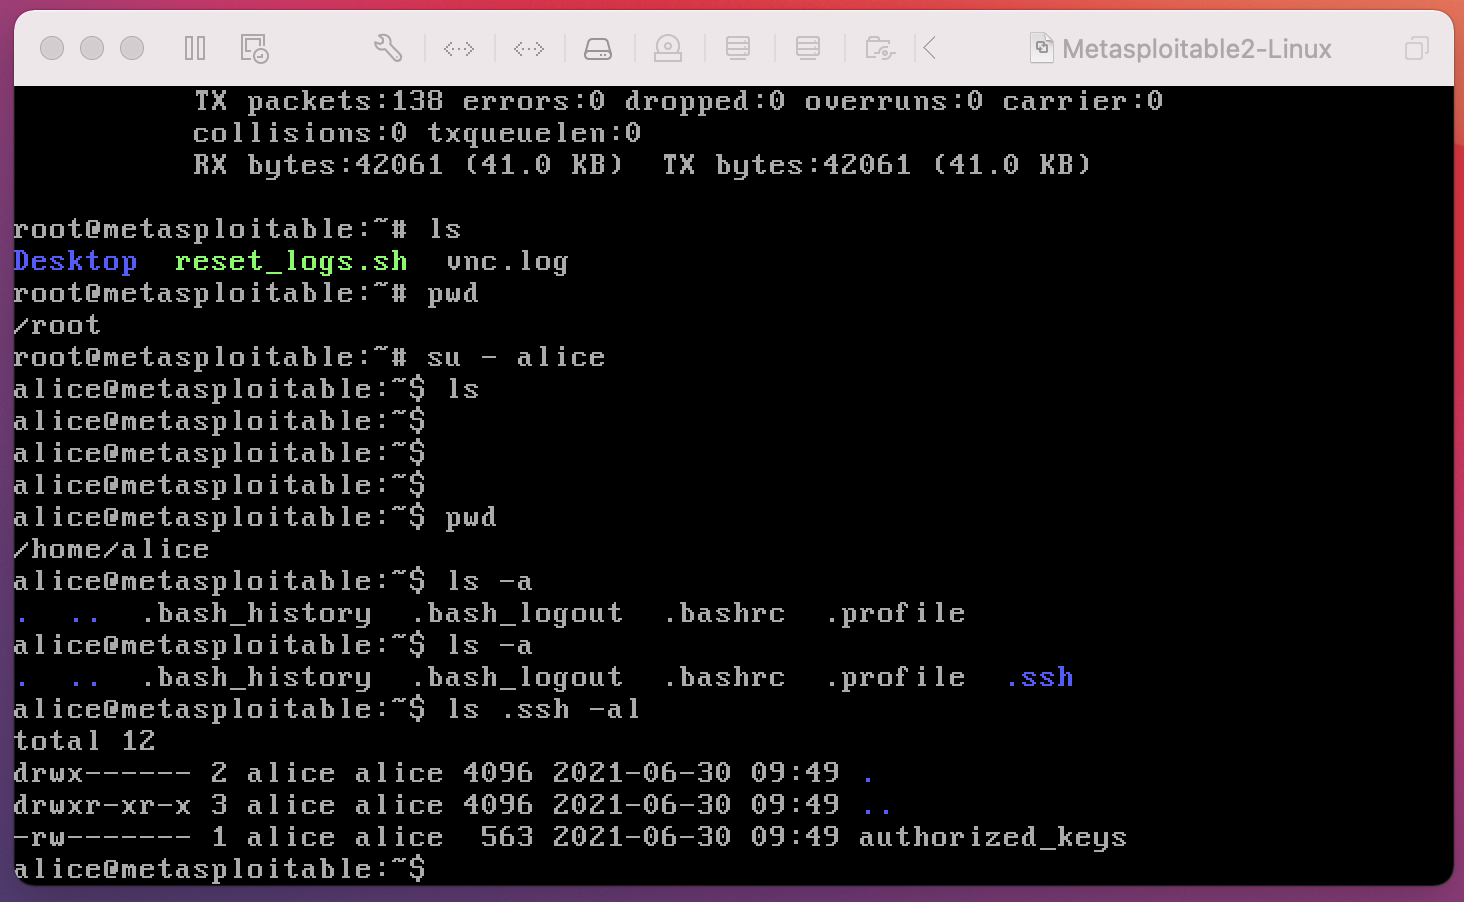 Metasploitable2-Linux
TX packets:138 errors:0 dropped:0 overruns:0 carrier:0
collisions:0 txqueuelen:0
RX bytes:42061 (41.0 KB)  TX bytes:42061 (41.0 KB)
root@metasploitable:~# ls
Desktop  reset_logs.sh  vnc.log
root@metasploitable:~# pwd
/root
root@metasploitable:~# su - alice
alice@metasploitable:~$ ls
alice@metasploitable:~$
alice@metasploitable:~$
alice@metasploitable:~$
alice@metasploitable:~$ pwd
/home/alice
alice@metasploitable:~$ ls -a
.  ..  .bash_history  .bash_logout  .bashrc  .profile
alice@metasploitable:~$ ls -a
.  ..  .bash_history  .bash_logout  .bashrc  .profile  .ssh
alice@metasploitable:~$ ls .ssh -al
total 12
drwx------ 2 alice alice 4096 2021-06-30 09:49 .
drwxr-xr-x 3 alice alice 4096 2021-06-30 09:49 ..
-rw------- 1 alice alice  563 2021-06-30 09:49 authorized_keys
alice@metasploitable:~$